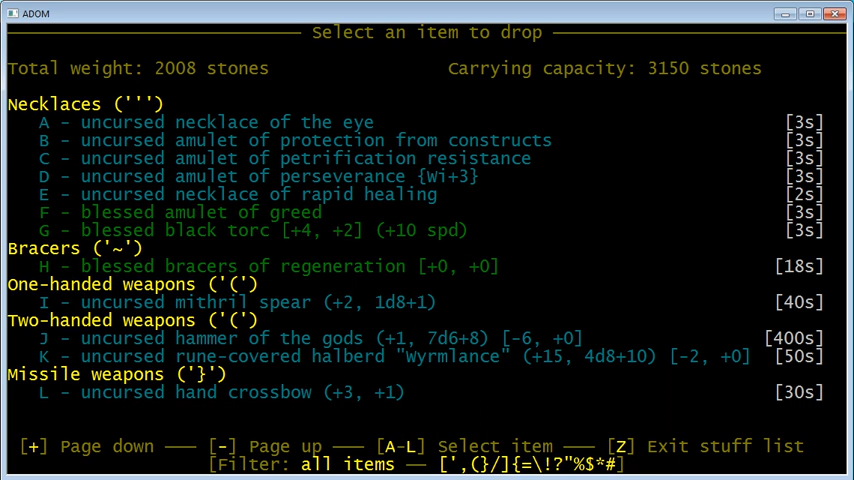 ADOM
Select an item to drop
Total weight: 2008 stones Carrying capacity: 3150 stones
Necklaces (''')
A - uncursed necklace of the eye [3s]
B - uncursed amulet of protection from constructs [3s]
C - uncursed amulet of petrification resistance [3s]
D - uncursed amulet of perseverance {Wi+3} [3s]
E - uncursed necklace of rapid healing [2s]
F - blessed amulet of greed [3s]
G - blessed black torc [+4, +2] (+10 spd) [3s]
Bracers ('~')
H - blessed bracers of regeneration [+0, +0] [18s]
One-handed weapons ('(')
I - uncursed mithril spear (+2, 1d8+1) [40s]
Two-handed weapons ('(')
J - uncursed hammer of the gods (+1, 7d6+8) [-6, +0] [400s]
K - uncursed rune-covered halberd "Wyrmlance" (+15, 4d8+10) [-2, +0] [50s]
Missile weapons ('}')
L - uncursed hand crossbow (+3, +1) [30s]
[+] Page down —— [-] Page up —— [A-L] Select item —— [Z] Exit stuff list
[Filter: all items —— [',(}/]{=\!?"%$*#]